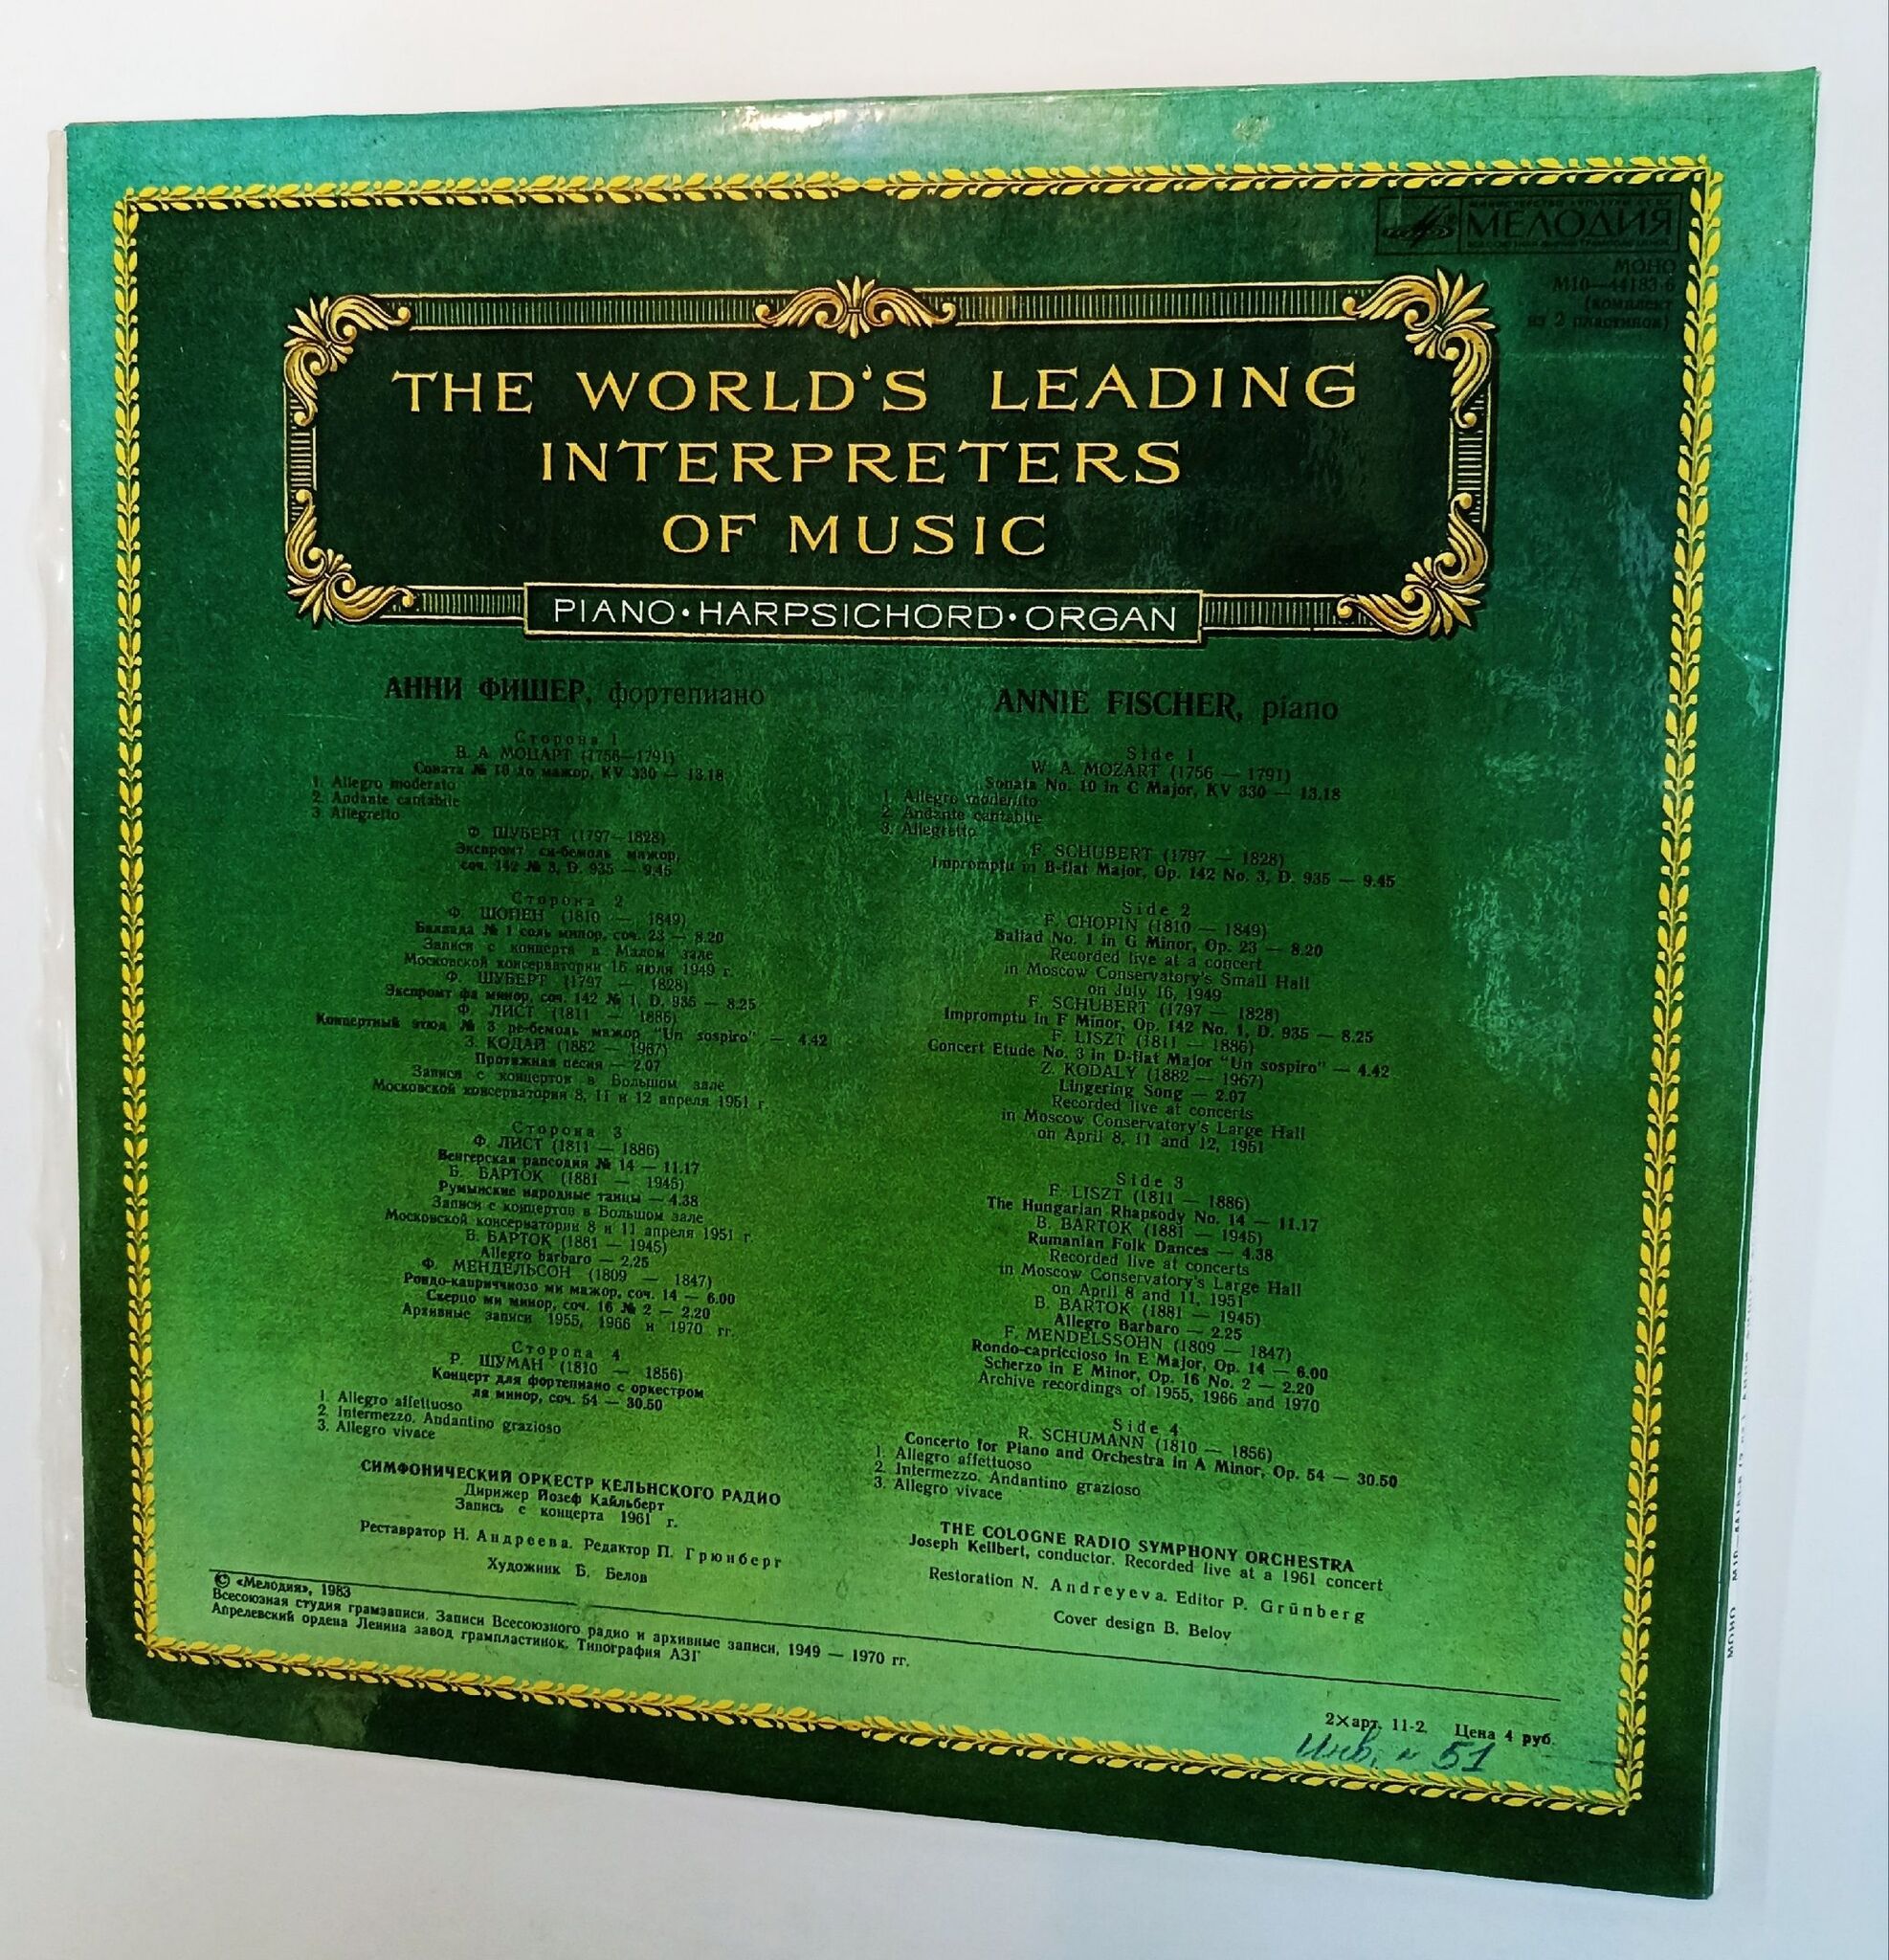 МЕЛОДИЯ
МОНО
М10—44183-6
(комплект
из 2 пластинок)
THE WORLD'S LEADING
INTERPRETERS
OF MUSIC
PIANO•HARPSICHORD•ORGAN
АННИ ФИШЕР, фортепиано
Сторона 1
В. А. МОЦАРТ (1756—1791)
Соната № 10 до мажор, KV 330 — 13.18
1. Allegro moderato
2. Andante cantabile
3. Allegretto
Ф. ШУБЕРТ (1797—1828)
Экспромт си-бемоль мажор,
соч. 142 № 3, D. 935 — 9.45
Сторона 2
Ф. ШОПЕН (1810 — 1849)
Баллада № 1 соль минор, соч. 23 — 8.20
Записи с концерта в Малом зале
Московской консерватории 16 июля 1949 г.
Ф. ШУБЕРТ (1797 — 1828)
Экспромт фа минор, соч. 142 № 1, D. 935 — 8.25
Ф. ЛИСТ (1811 — 1886)
Концертный этюд № 3 ре-бемоль мажор "Un sospiro" — 4.42
З. КОДАЙ (1882 — 1967)
Протяжная песня — 2.07
Записи с концертов в Большом зале
Московской консерватории 8, 11 и 12 апреля 1951 г.
Сторона 3
Ф. ЛИСТ (1811 — 1886)
Венгерская рапсодия № 14 — 11.17
Б. БАРТОК (1881 — 1945)
Румынские народные танцы — 4.38
Записи с концертов в Большом зале
Московской консерватории 8 и 11 апреля 1951 г.
Б. БАРТОК (1881 — 1945)
Allegro barbaro — 2.25
Ф. МЕНДЕЛЬСОН (1809 — 1847)
Рондо-каприччиозо ми мажор, соч. 14 — 6.00
Скерцо ми минор, соч. 16 № 2 — 2.20
Архивные записи 1955, 1966 и 1970 гг.
Сторона 4
Р. ШУМАН (1810 — 1856)
Концерт для фортепиано с оркестром
ля минор, соч. 54 — 30.50
1. Allegro affettuoso
2. Intermezzo. Andantino grazioso
3. Allegro vivace
СИМФОНИЧЕСКИЙ ОРКЕСТР КЕЛЬНСКОГО РАДИО
Дирижер Йозеф Кайльберт
Запись с концерта 1961 г.
Реставратор Н. Андреева. Редактор П. Грюнберг
Художник Б. Белов
ANNIE FISCHER, piano
Side 1
W. A. MOZART (1756 — 1791)
Sonata No. 10 in C Major, KV 330 — 13.18
1. Allegro moderato
2. Andante cantabile
3. Allegretto
F. SCHUBERT (1797 — 1828)
Impromptu in B-flat Major, Op. 142 No. 3, D. 935 — 9.45
Side 2
F. CHOPIN (1810 — 1849)
Ballad No. 1 in G Minor, Op. 23 — 8.20
Recorded live at a concert
in Moscow Conservatory's Small Hall
on July 16, 1949
F. SCHUBERT (1797 — 1828)
Impromptu in F Minor, Op. 142 No. 1, D. 935 — 8.25
F. LISZT (1811 — 1886)
Concert Etude No. 3 in D-flat Major "Un sospiro" — 4.42
Z. KODALY (1882 — 1967)
Lingering Song — 2.07
Recorded live at concerts
in Moscow Conservatory's Large Hall
on April 8, 11 and 12, 1951
Side 3
F. LISZT (1811 — 1886)
The Hungarian Rhapsody No. 14 — 11.17
B. BARTOK (1881 — 1945)
Rumanian Folk Dances — 4.38
Recorded live at concerts
in Moscow Conservatory's Large Hall
on April 8 and 11, 1951
B. BARTOK (1881 — 1945)
Allegro Barbaro — 2.25
F. MENDELSSOHN (1809 — 1847)
Rondo-capriccioso in E Major, Op. 14 — 6.00
Scherzo in E Minor, Op. 16 No. 2 — 2.20
Archive recordings of 1955, 1966 and 1970
Side 4
R. SCHUMANN (1810 — 1856)
Concerto for Piano and Orchestra in A Minor, Op. 54 — 30.50
1. Allegro affettuoso
2. Intermezzo. Andantino grazioso
3. Allegro vivace
THE COLOGNE RADIO SYMPHONY ORCHESTRA
Joseph Keilbert, conductor. Recorded live at a 1961 concert
Restoration N. Andreyeva. Editor P. Grünberg
Cover design B. Belov
© «Мелодия», 1983
Всесоюзная студия грамзаписи. Записи Всесоюзного радио и архивные записи, 1949 — 1970 гг.
Апрелевский ордена Ленина завод грампластинок. Типография АЗГ
2×арт. 11-2. Цена 4 руб.
Инв. № 51
МОНО